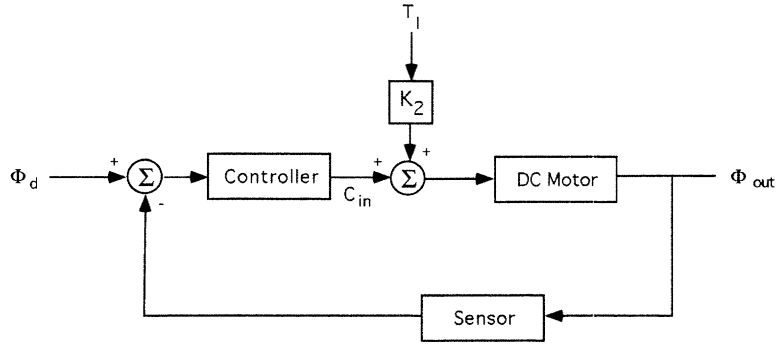 T_l
K_2
+
Φ_d + Σ Controller + Σ DC Motor Φ_out
C_in
-
Sensor